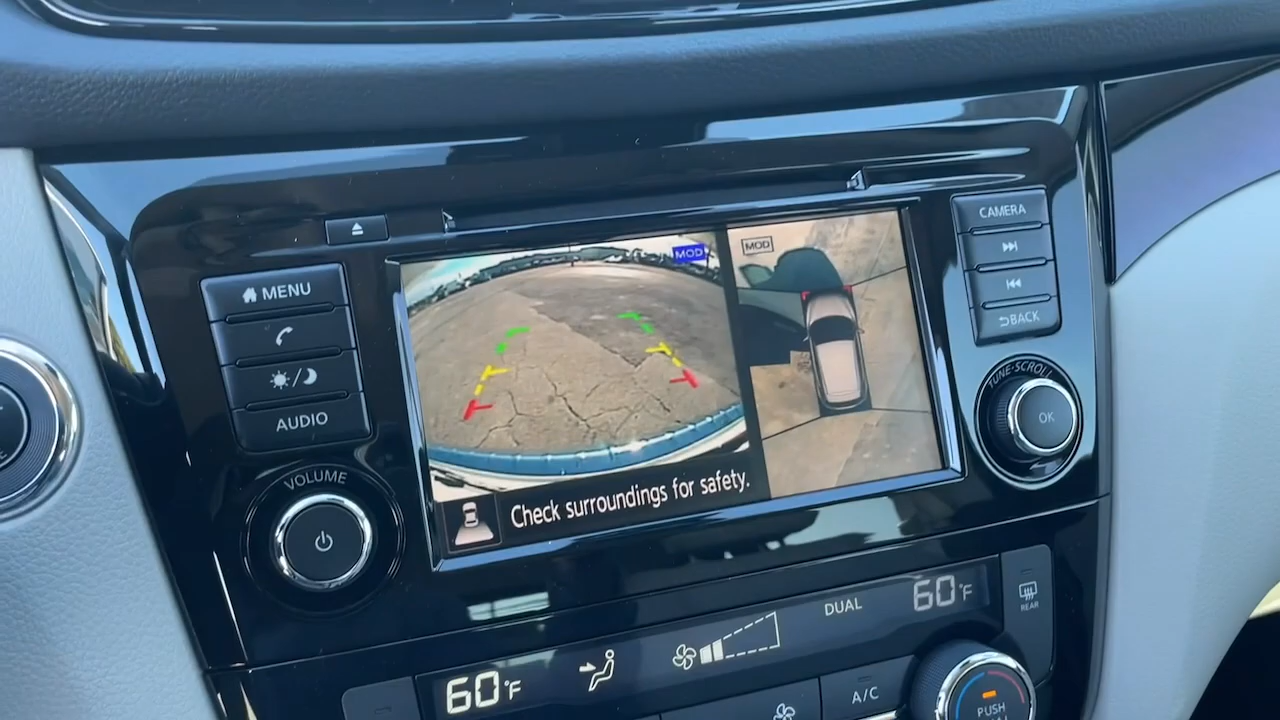 MENU
AUDIO
VOLUME
MOD
MOD
Check surroundings for safety.
CAMERA
BACK
TUNE·SCROLL
OK
60°F
DUAL
60°F
REAR
A/C
PUSH